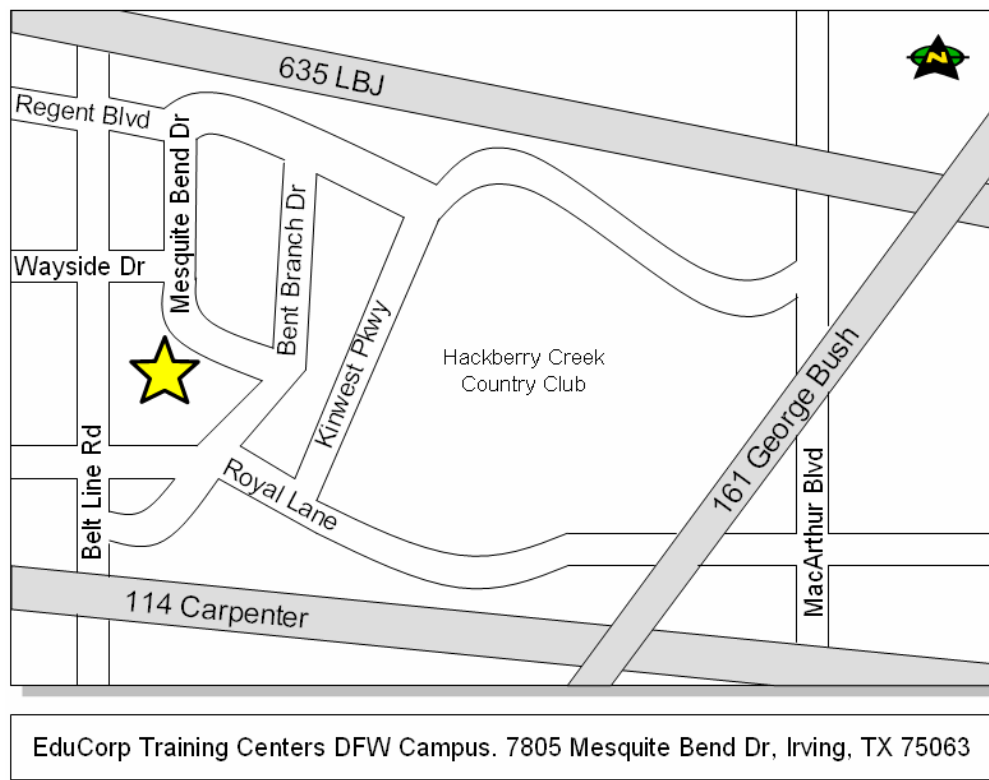 N
635 LBJ
Regent Blvd
Mesquite Bend Dr
Bent Branch Dr
Wayside Dr
Kinwest Pkwy
Hackberry Creek
Country Club
161 George Bush
Belt Line Rd
Royal Lane
MacArthur Blvd
114 Carpenter
EduCorp Training Centers DFW Campus. 7805 Mesquite Bend Dr, Irving, TX 75063